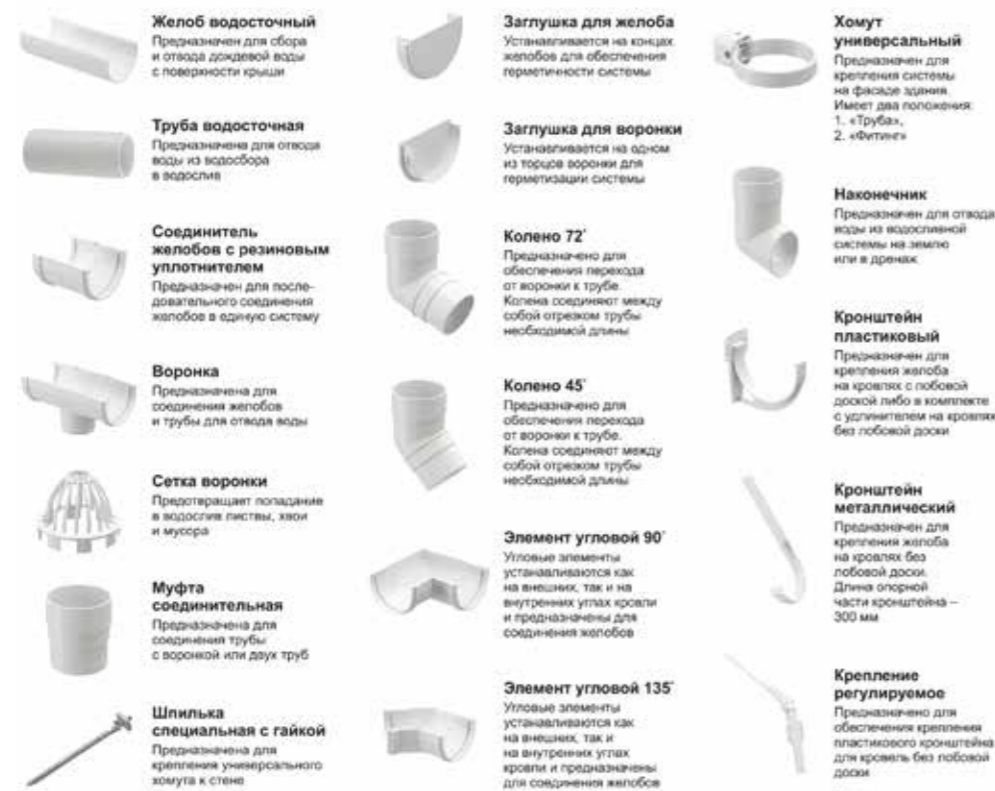 Желоб водосточный
Предназначен для сбора
и отвода дождевой воды
с поверхности крыши
Труба водосточная
Предназначена для отвода
воды из водосбора
в водослив
Соединитель
желобов с резиновым
уплотнителем
Предназначен для после-
довательного соединения
желобов в единую систему
Воронка
Предназначена для
соединения желобов
и трубы для отвода воды
Сетка воронки
Предотвращает попадание
в водослив листвы, хвои
и мусора
Муфта
соединительная
Предназначена для
соединения трубы
с воронкой или двух труб
Шпилька
специальная с гайкой
Предназначена для
крепления универсального
хомута к стене
Заглушка для желоба
Устанавливается на концах
желобов для обеспечения
герметичности системы
Заглушка для воронки
Устанавливается на одном
из торцов воронки для
герметизации системы
Колено 72°
Предназначено для
обеспечения перехода
от воронки к трубе.
Колена соединяют между
собой отрезком трубы
необходимой длины
Колено 45°
Предназначено для
обеспечения перехода
от воронки к трубе.
Колена соединяют между
собой отрезком трубы
необходимой длины
Элемент угловой 90°
Угловые элементы
устанавливаются как
на внешних, так и на
внутренних углах кровли
и предназначены для
соединения желобов
Элемент угловой 135°
Угловые элементы
устанавливаются как
на внешних, так и
на внутренних углах
кровли и предназначены
для соединения желобов
Хомут
универсальный
Предназначен для
крепления системы
на фасаде здания.
Имеет два положения:
1. «Труба»,
2. «Фитинг»
Наконечник
Предназначен для отвода
воды из водосливной
системы на землю
или в дренаж
Кронштейн
пластиковый
Предназначен для
крепления желоба
на кровлях с лобовой
доской либо в комплекте
с удлинителем на кровлях
без лобовой доски
Кронштейн
металлический
Предназначен для
крепления желоба
на кровлях без
лобовой доски.
Длина опорной
части кронштейна –
300 мм
Крепление
регулируемое
Предназначено для
обеспечения крепления
пластикового кронштейна
для кровель без лобовой
доски